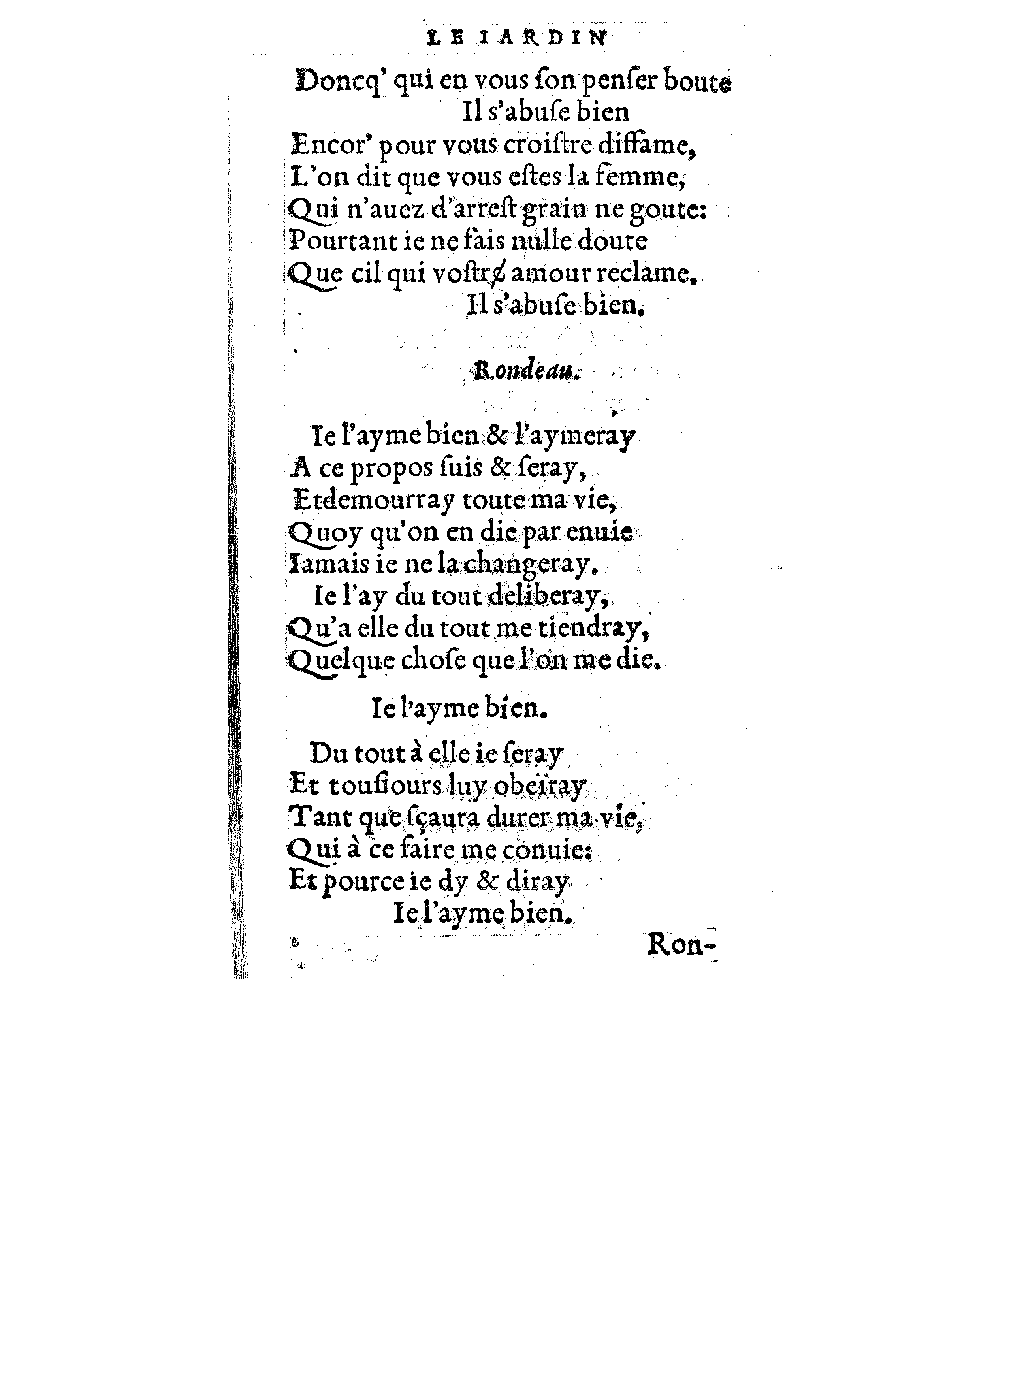 LE IARDIN
Doncq' qui en vous ſon penſer boute
Il s'abuſe bien
Encor' pour vous croiſtre diffame,
L'on dit que vous eſtes la femme,
Qui n'auez d'arreſt grain ne goute:
Pourtant ie ne fais nulle doute
Que cil qui voſtre amour reclame.
Il s'abuſe bien.
Rondeau.
Ie l'ayme bien & l'aymeray
A ce propos ſuis & ſeray,
Et demourray toute ma vie,
Quoy qu'on en die par enuie
Iamais ie ne la changeray.
Ie l'ay du tout deliberay,
Qu'a elle du tout me tiendray,
Quelque choſe que l'on me die.
Ie l'ayme bien.
Du tout à elle ie ſeray
Et touſiours luy obeïray
Tant que ſçaura durer ma vie,
Qui à ce faire me conuie:
Et pource ie dy & diray
Ie l'ayme bien.
Ron-